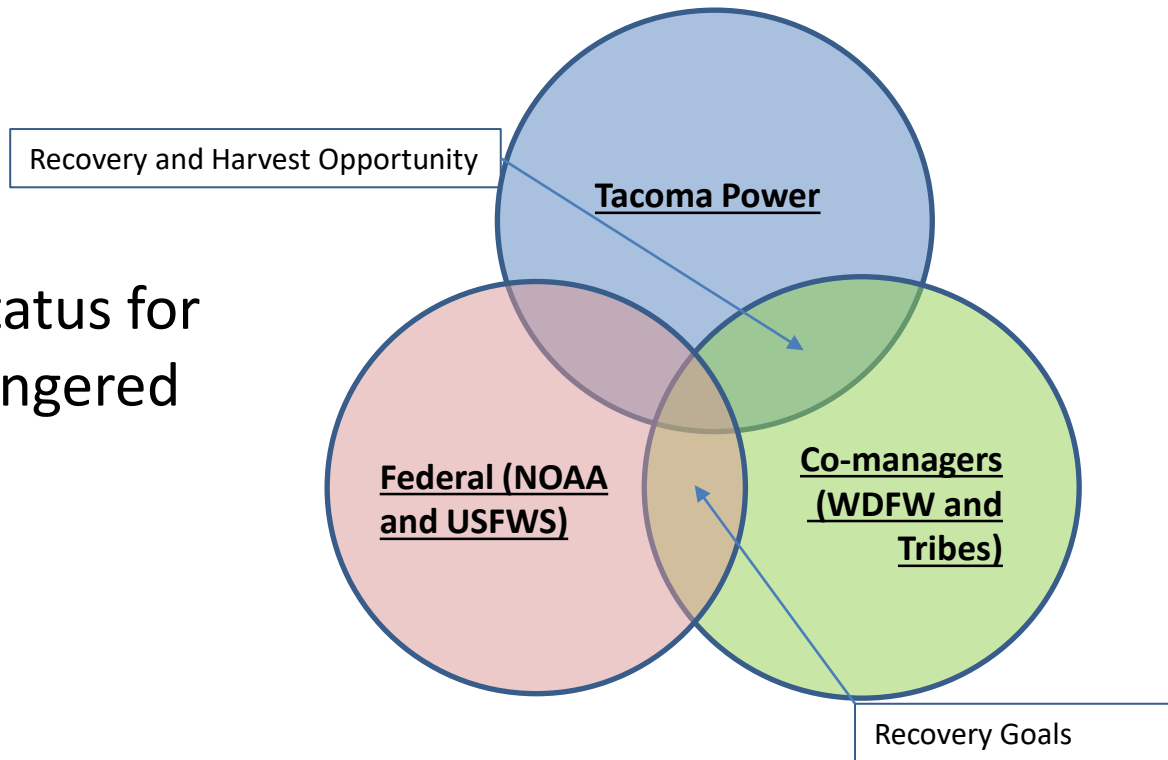 Recovery and Harvest Opportunity
Tacoma Power
tatus for
ngered
Federal (NOAA
and USFWS)
Co-managers
(WDFW and
Tribes)
Recovery Goals